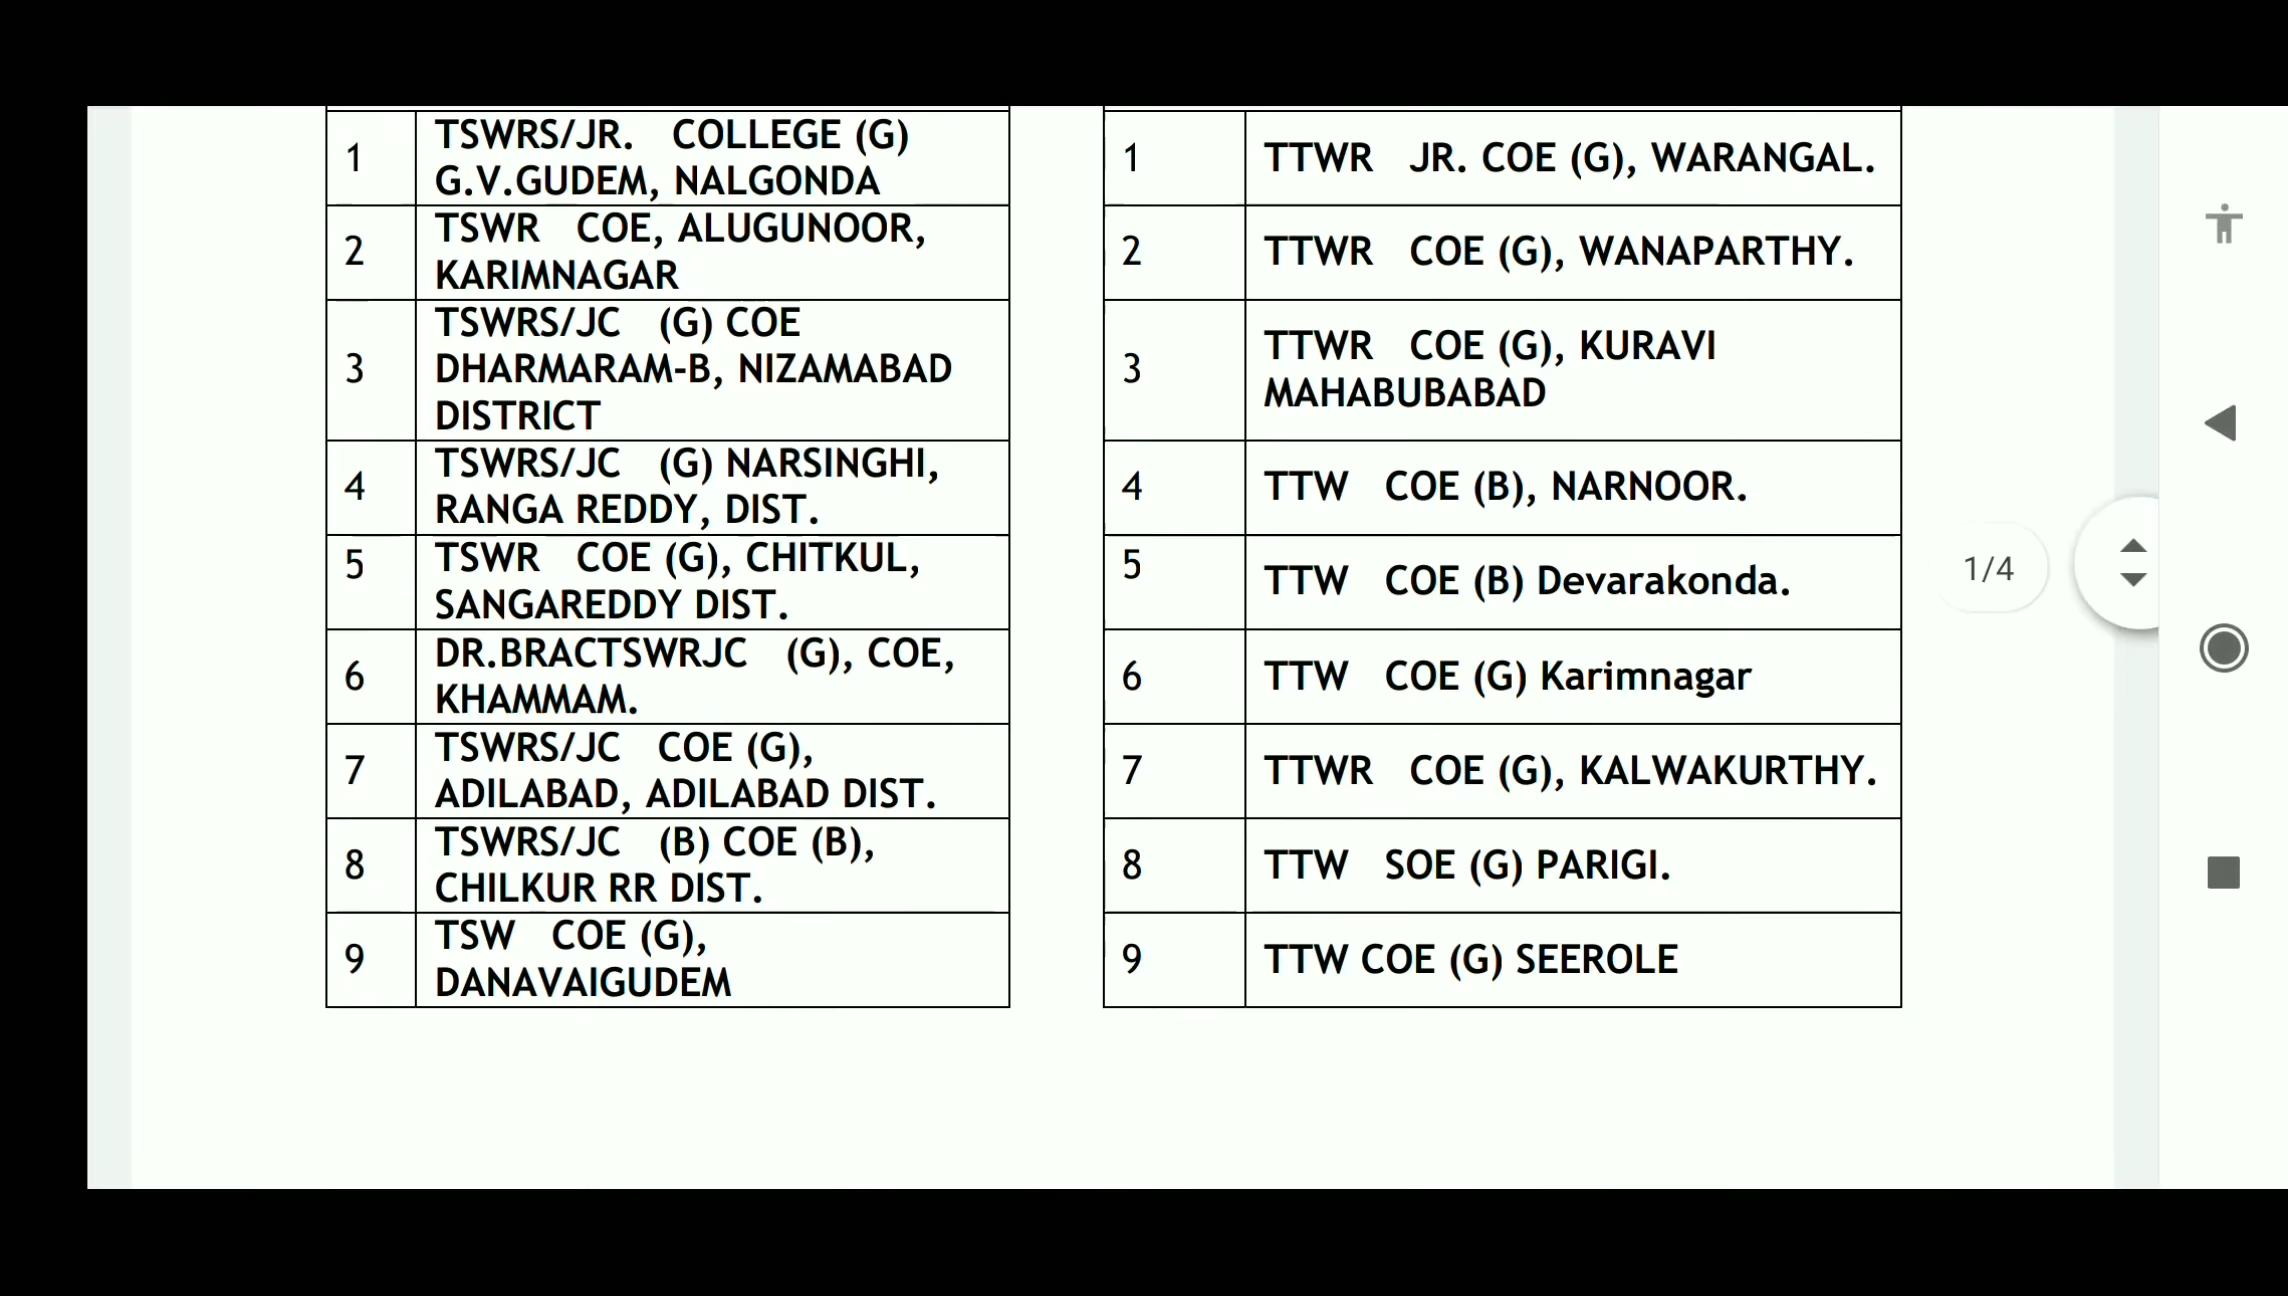 1
TSWRS/JR. COLLEGE (G)
G.V.GUDEM, NALGONDA
2
TSWR COE, ALUGUNOOR,
KARIMNAGAR
3
TSWRS/JC (G) COE
DHARMARAM-B, NIZAMABAD
DISTRICT
4
TSWRS/JC (G) NARSINGHI,
RANGA REDDY, DIST.
5
TSWR COE (G), CHITKUL,
SANGAREDDY DIST.
6
DR.BRACTSWRJC (G), COE,
KHAMMAM.
7
TSWRS/JC COE (G),
ADILABAD, ADILABAD DIST.
8
TSWRS/JC (B) COE (B),
CHILKUR RR DIST.
9
TSW COE (G),
DANAVAIGUDEM
1 TTWR JR. COE (G), WARANGAL.
2 TTWR COE (G), WANAPARTHY.
3
TTWR COE (G), KURAVI
MAHABUBABAD
4 TTW COE (B), NARNOOR.
5 TTW COE (B) Devarakonda.
6 TTW COE (G) Karimnagar
7 TTWR COE (G), KALWAKURTHY.
8 TTW SOE (G) PARIGI.
9 TTW COE (G) SEEROLE
1/4